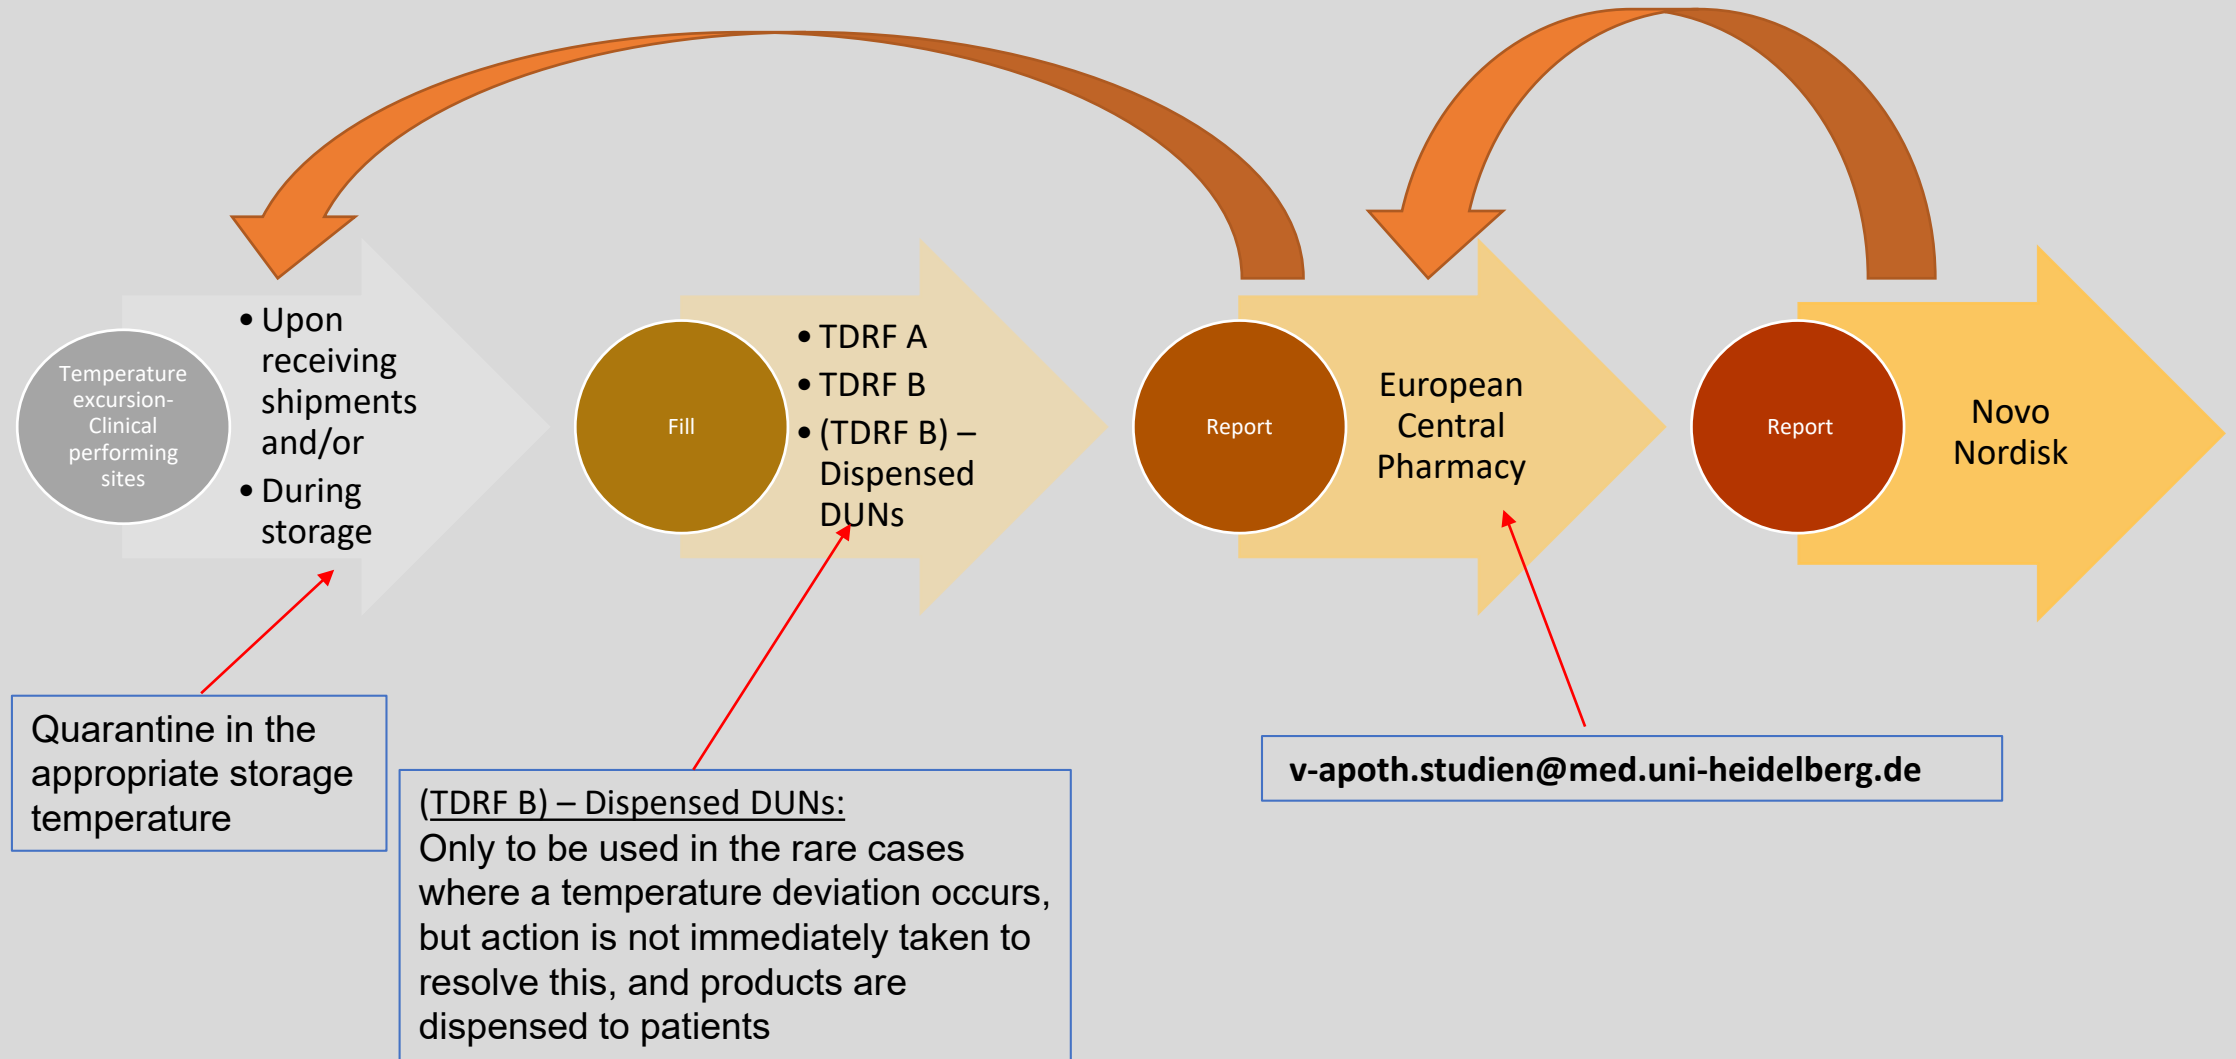 Temperature
excursion-
Clinical
performing
sites
• Upon
receiving
shipments
and/or
• During
storage
Fill
• TDRF A
• TDRF B
• (TDRF B) –
Dispensed
DUNs
Report
European
Central
Pharmacy
Report
Novo
Nordisk
Quarantine in the
appropriate storage
temperature
(TDRF B) – Dispensed DUNs:
Only to be used in the rare cases
where a temperature deviation occurs,
but action is not immediately taken to
resolve this, and products are
dispensed to patients
v-apoth.studien@med.uni-heidelberg.de